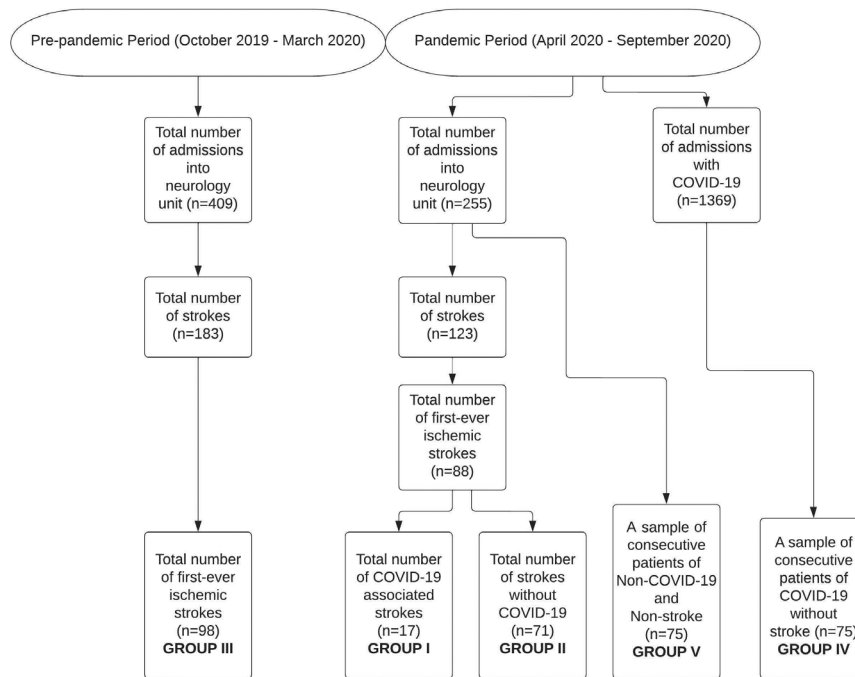 Pre-pandemic Period (October 2019 - March 2020)
Pandemic Period (April 2020 - September 2020)
Total number
of admissions
into
neurology
unit (n=409)
Total number
of admissions
into
neurology
unit (n=255)
Total number
of admissions
with
COVID-19
(n=1369)
Total number
of strokes
(n=183)
Total number
of strokes
(n=123)
Total number
of first-ever
ischemic
strokes
(n=88)
Total number
of first-ever
ischemic
strokes
(n=98)
GROUP III
Total number
of COVID-19
associated
strokes
(n=17)
GROUP I
Total number
of strokes
without
COVID-19
(n=71)
GROUP II
A sample of
consecutive
patients of
Non-COVID-19
and
Non-stroke
(n=75)
GROUP V
A sample of
consecutive
patients of
COVID-19
without
stroke (n=75)
GROUP IV